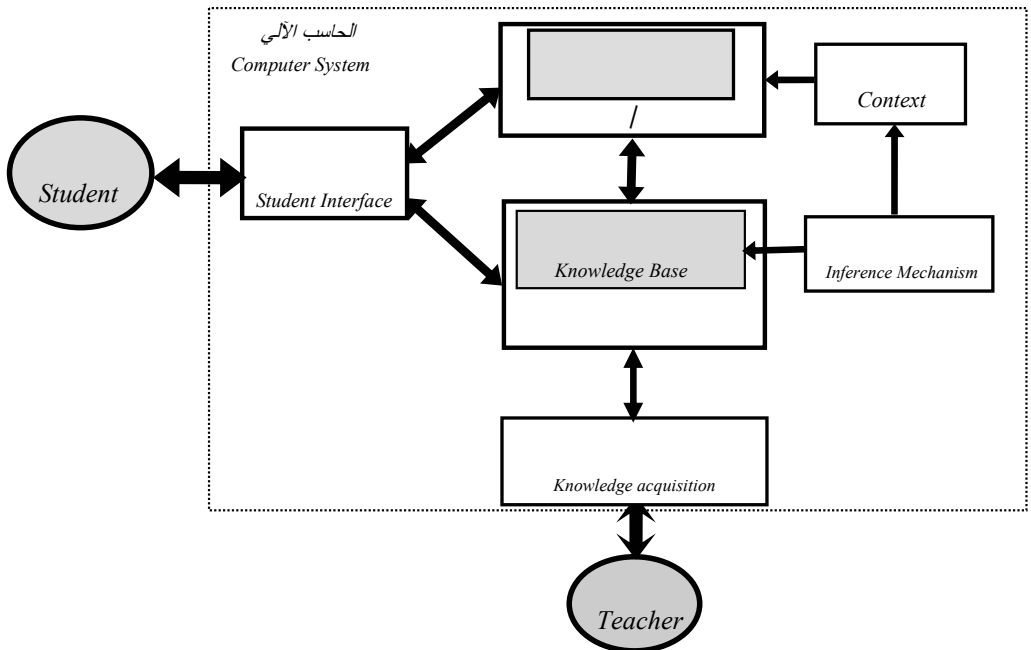 الحاسب الآلي
Computer System
/
Context
Student
Student Interface
Knowledge Base
Inference Mechanism
Knowledge acquisition
Teacher